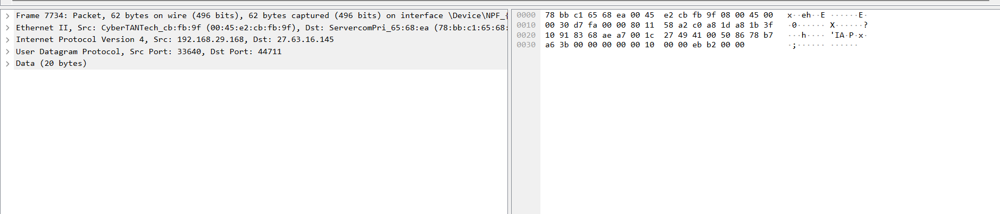 Frame 7734: Packet, 62 bytes on wire (496 bits), 62 bytes captured (496 bits) on interface \Device\NPF_{
Ethernet II, Src: CyberTANTech_cb:fb:9f (00:45:e2:cb:fb:9f), Dst: ServercomPri_65:68:ea (78:bb:c1:65:68:
Internet Protocol Version 4, Src: 192.168.29.168, Dst: 27.63.16.145
User Datagram Protocol, Src Port: 33640, Dst Port: 44711
Data (20 bytes)
0000 78 bb c1 65 68 ea 00 45 e2 cb fb 9f 08 00 45 00 x··eh··E ······E·
0010 00 30 d7 fa 00 00 80 11 58 a2 c0 a8 1d a8 1b 3f ·0······ X······?
0020 10 91 83 68 ae a7 00 1c 27 49 41 00 50 86 78 b7 ···h···· 'IA·P·x·
0030 a6 3b 00 00 00 00 00 10 00 00 eb b2 00 00 ·;······ ······